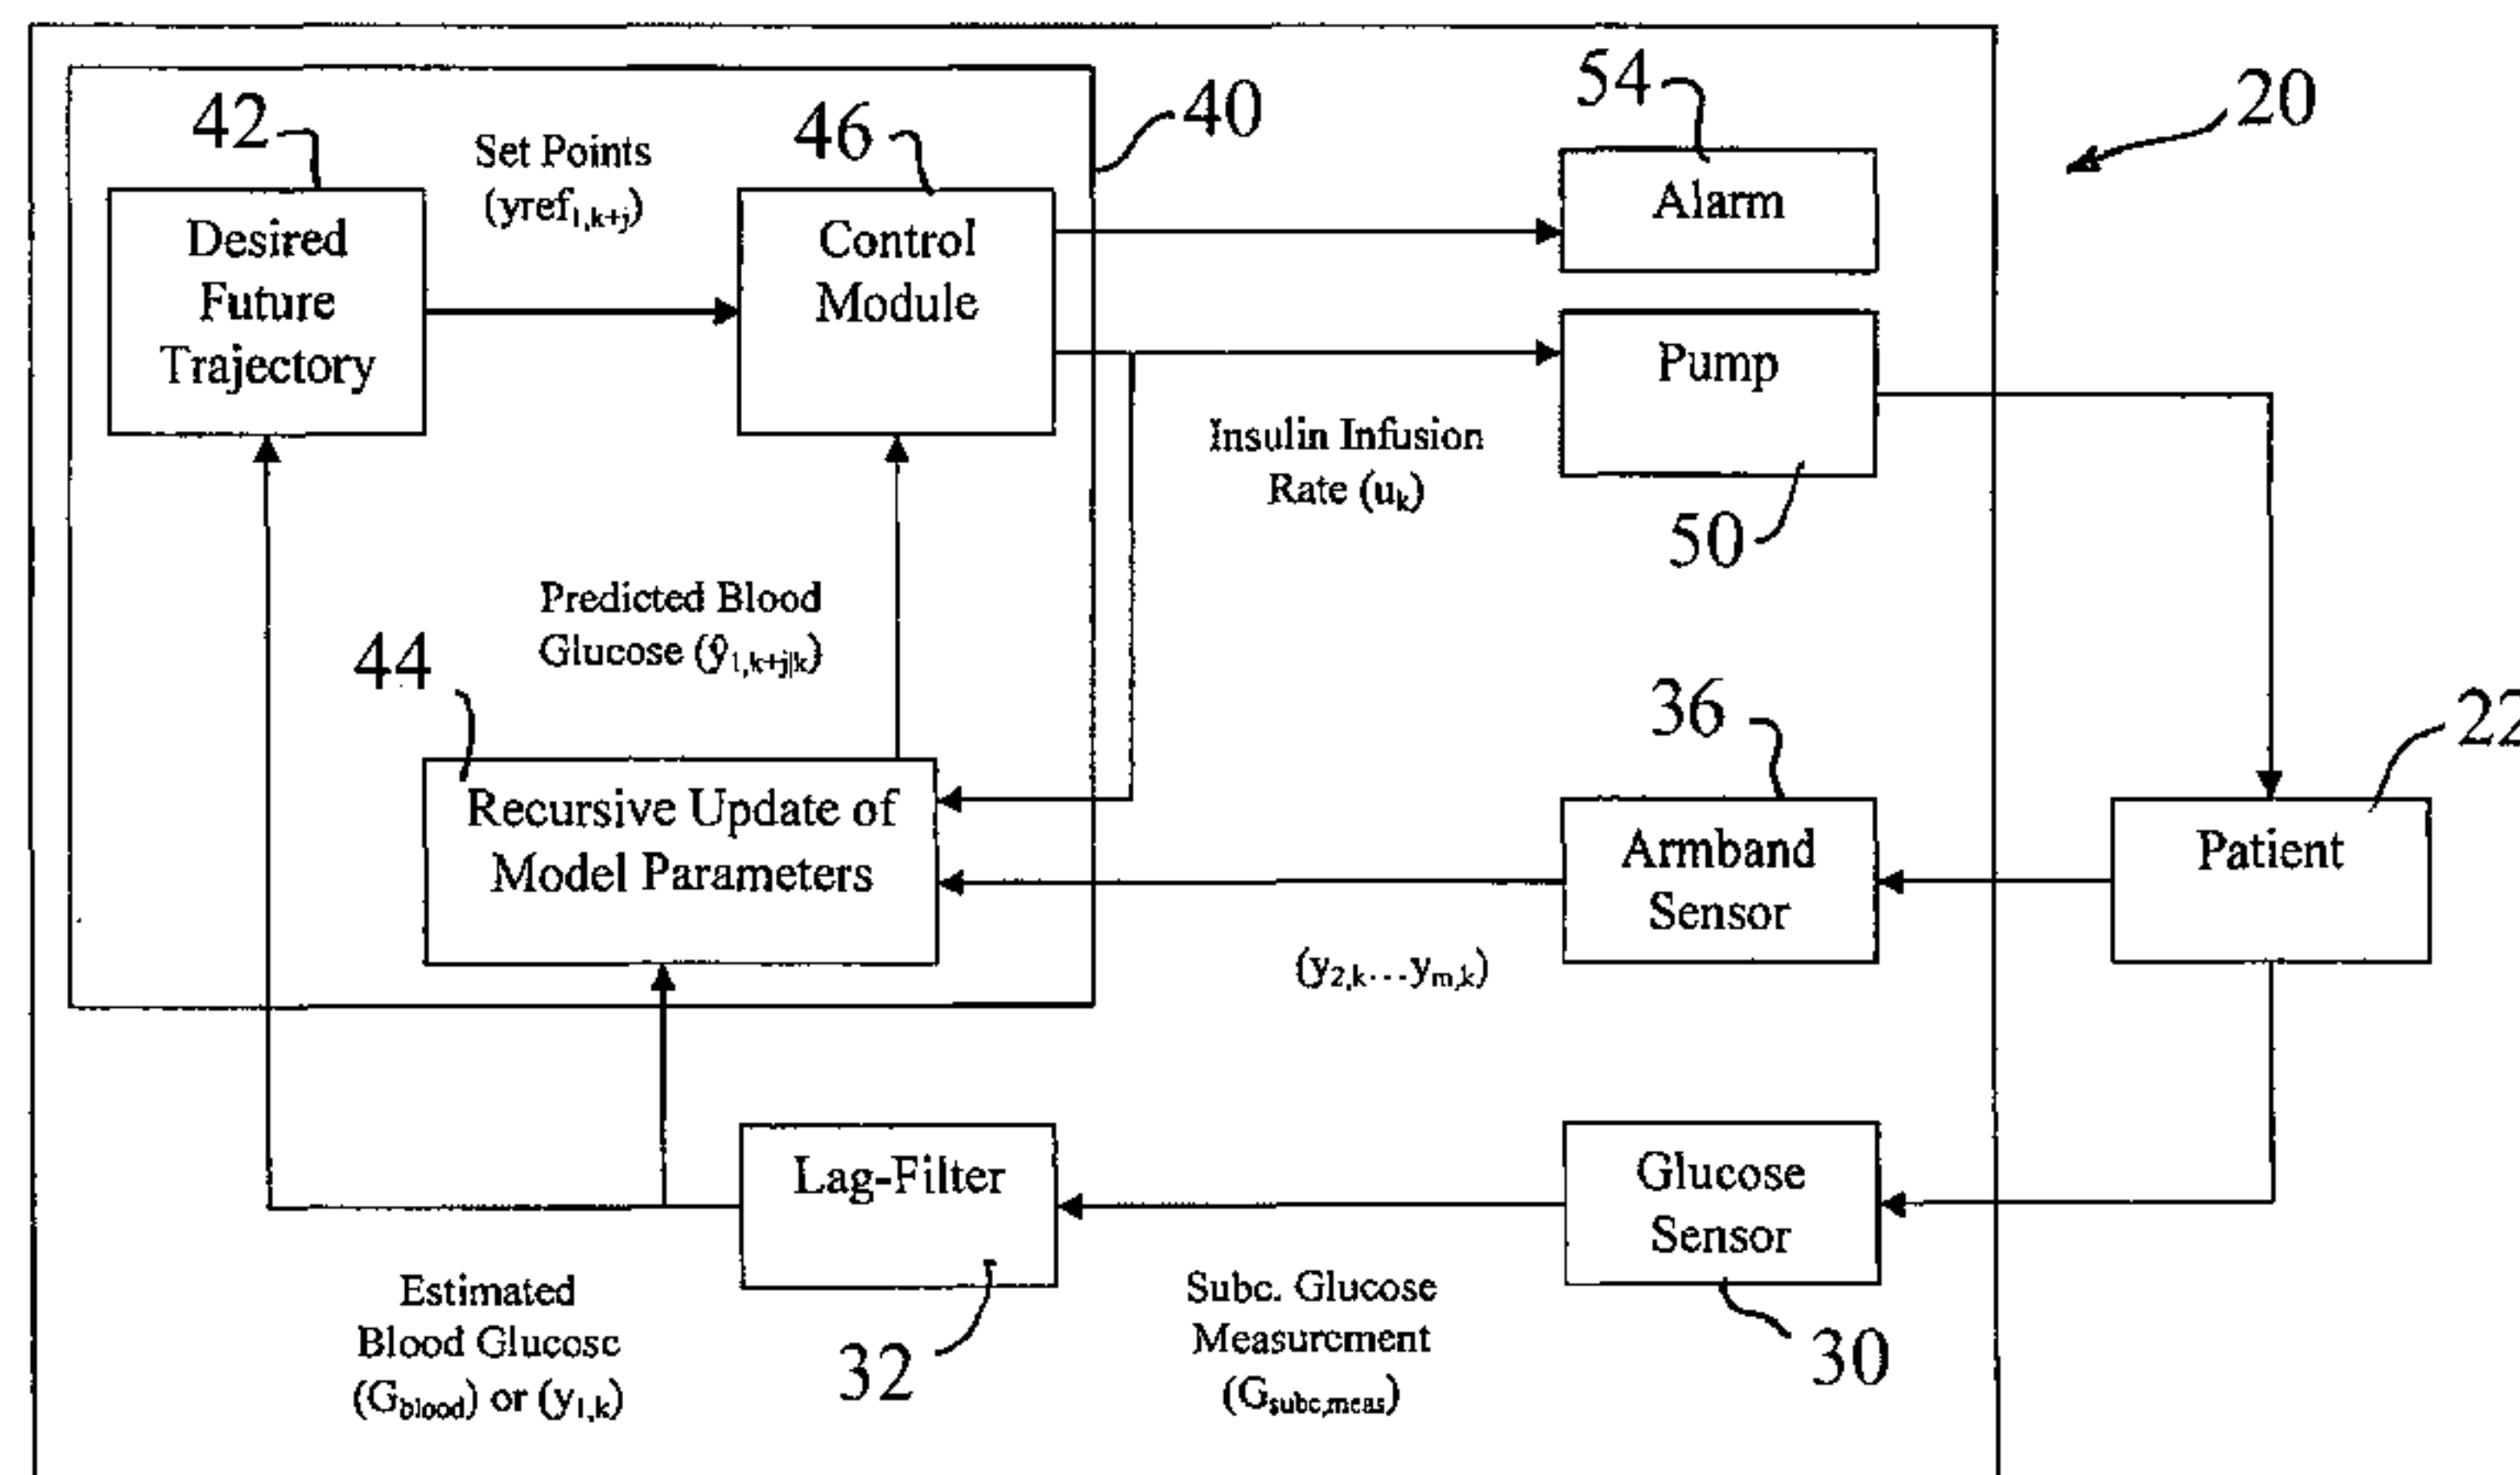 42
Set Points
(yref1,k+j)
46
40
54
20
Desired
Future
Trajectory
Control
Module
Alarm
Pump
Insulin Infusion
Rate (uk)
50
Predicted Blood
Glucose (ŷ1,k+j|k)
44
36
22
Recursive Update of
Model Parameters
Armband
Sensor
Patient
(y2,k...ym,k)
Lag-Filter
Glucose
Sensor
Estimated
Blood Glucose
(Gblood) or (y1,k)
32
Subc. Glucose
Measurement
(Gsubc,meas)
30